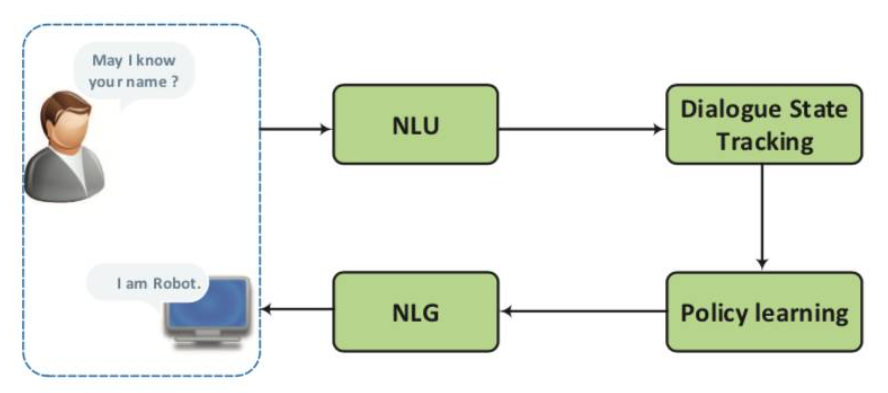 May I know
your name ?
NLU
Dialogue State
Tracking
I am Robot.
NLG
Policy learning